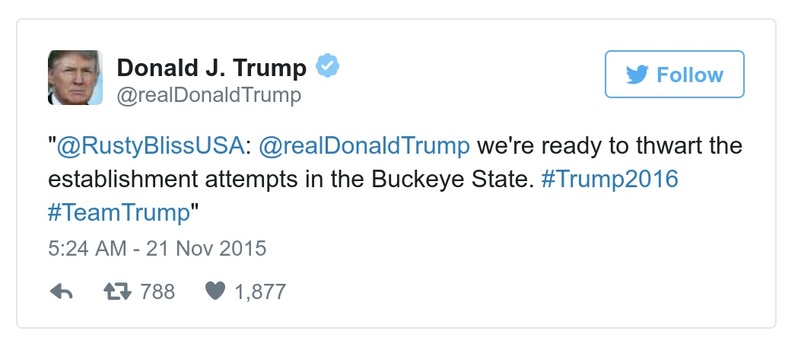 Donald J. Trump
@realDonaldTrump
Follow
"@RustyBlissUSA: @realDonaldTrump we're ready to thwart the
establishment attempts in the Buckeye State. #Trump2016
#TeamTrump"
5:24 AM - 21 Nov 2015
788 1,877